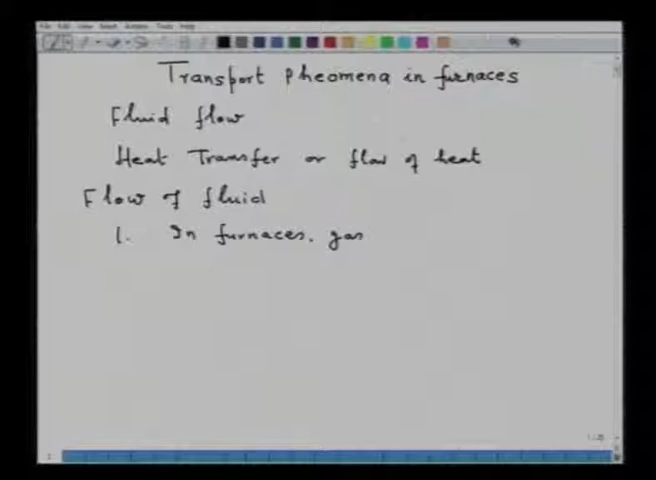 Transport Pheomena in furnaces
Fluid flow
Heat Transfer or flow of heat
Flow of fluid
1. In furnaces. gas